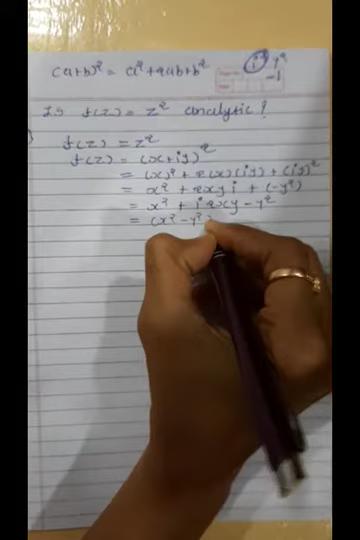 (a+b)² = a² + 2ab + b²
i² = -1
Is f(z) = z² analytic?
f(z) = z²
f(z) = (x+iy)²
= (x)² + 2(x)(iy) + (iy)²
= x² + 2xyi + (-y²)
= x² + i2xy - y²
= (x² - y²)